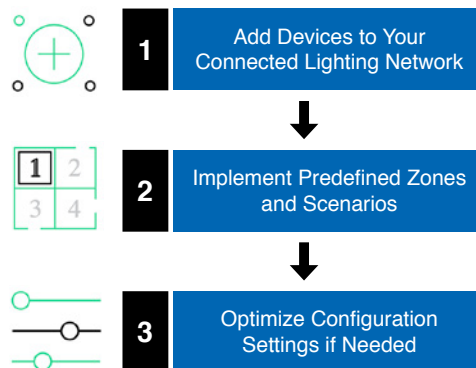 1
Add Devices to Your
Connected Lighting Network
1 2
3 4
2
Implement Predefined Zones
and Scenarios
3
Optimize Configuration
Settings if Needed